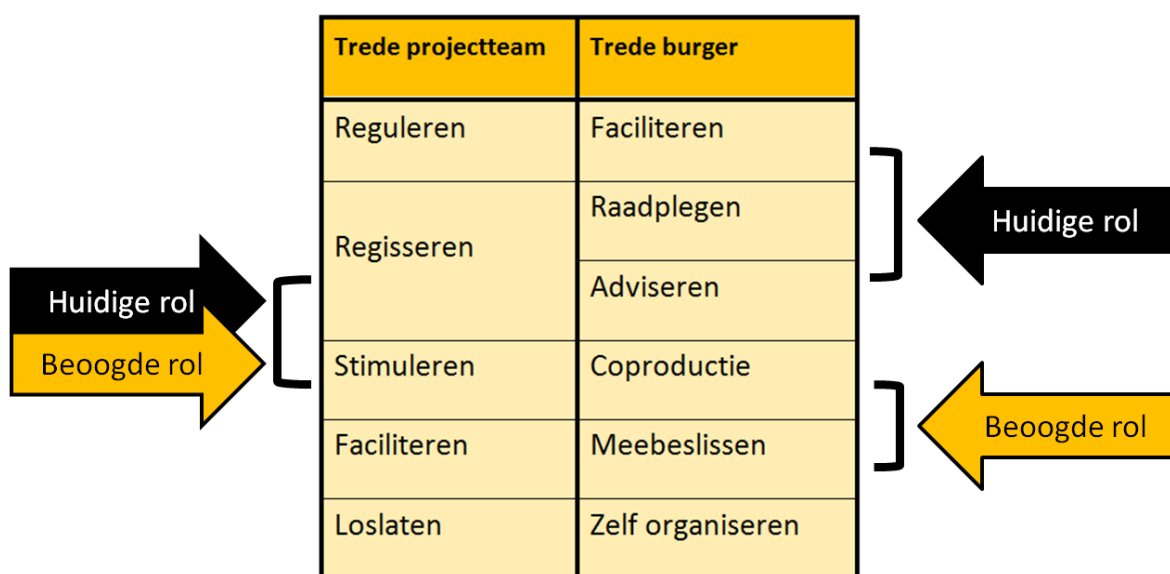 Trede projectteam
Trede burger
Reguleren
Faciliteren
Regisseren
Raadplegen
Adviseren
Stimuleren
Coproductie
Faciliteren
Meebeslissen
Loslaten
Zelf organiseren
Huidige rol
Beoogde rol
Huidige rol
Beoogde rol